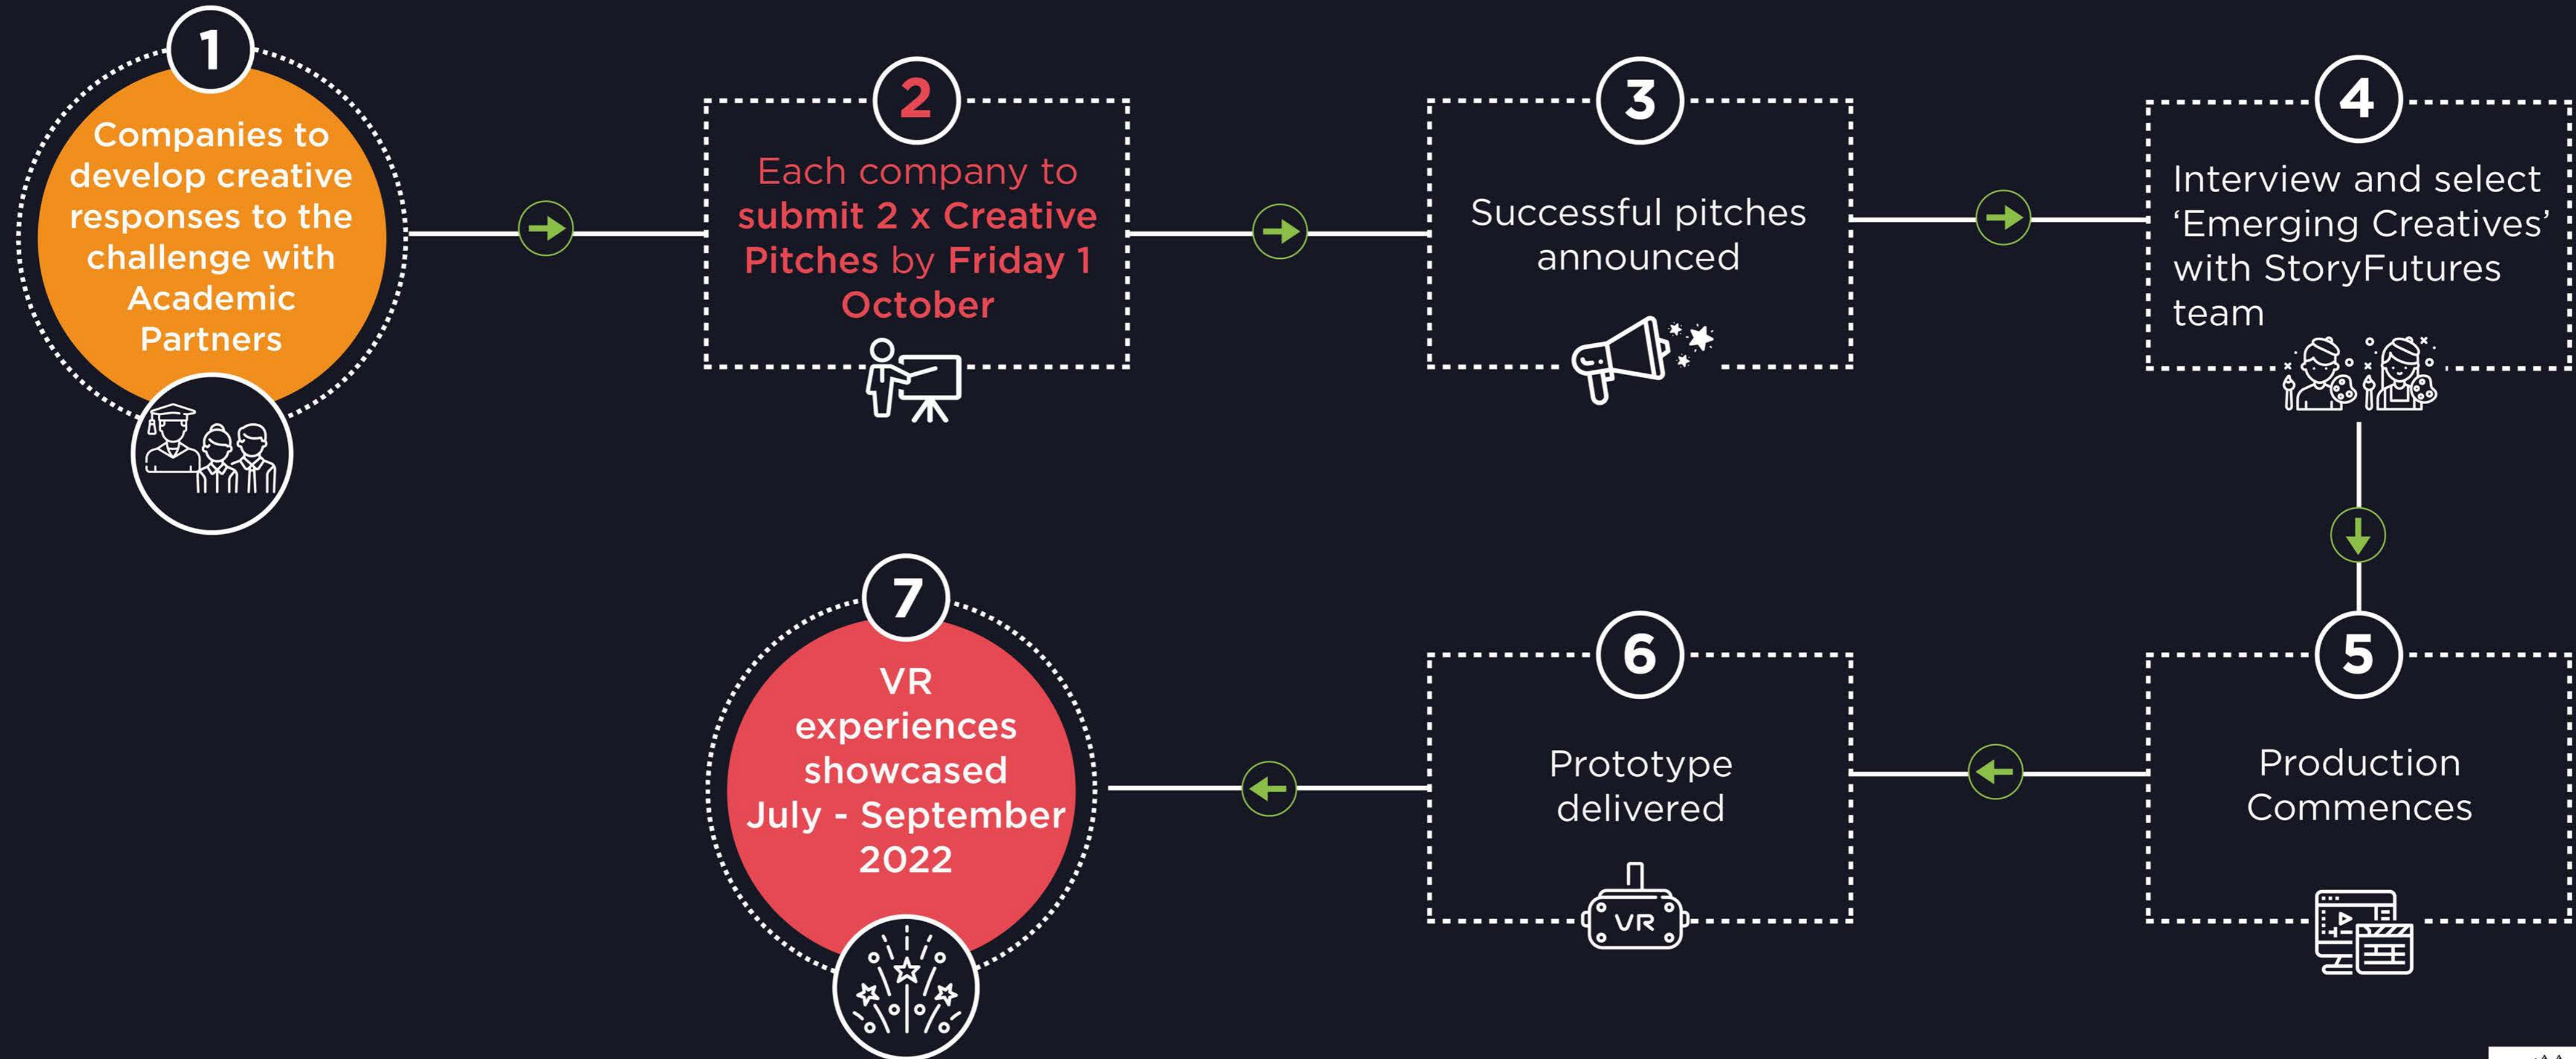 1
Companies to
develop creative
responses to the
challenge with
Academic
Partners
2
Each company to
submit 2 x Creative
Pitches by Friday 1
October
3
Successful pitches
announced
4
Interview and select
‘Emerging Creatives’
with StoryFutures
team
5
Production
Commences
6
Prototype
delivered
VR
7
VR
experiences
showcased
July - September
2022